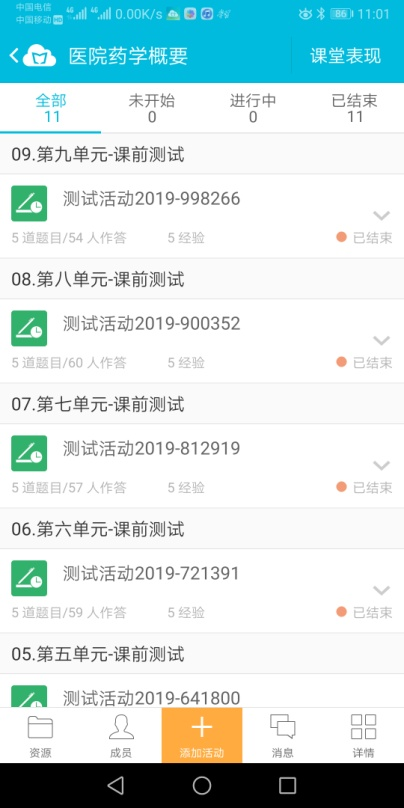 中国电信
中国移动 HD
46 46 0.00K/s 86 11:01
医院药学概要 课堂表现
全部 未开始 进行中 已结束
11 0 0 11
09.第九单元-课前测试
测试活动2019-998266
5 道题目/54 人作答 5 经验 已结束
08.第八单元-课前测试
测试活动2019-900352
5 道题目/60 人作答 5 经验 已结束
07.第七单元-课前测试
测试活动2019-812919
5 道题目/57 人作答 5 经验 已结束
06.第六单元-课前测试
测试活动2019-721391
5 道题目/59 人作答 5 经验 已结束
05.第五单元-课前测试
测试活动2019-641800
资源 成员 添加活动 消息 详情